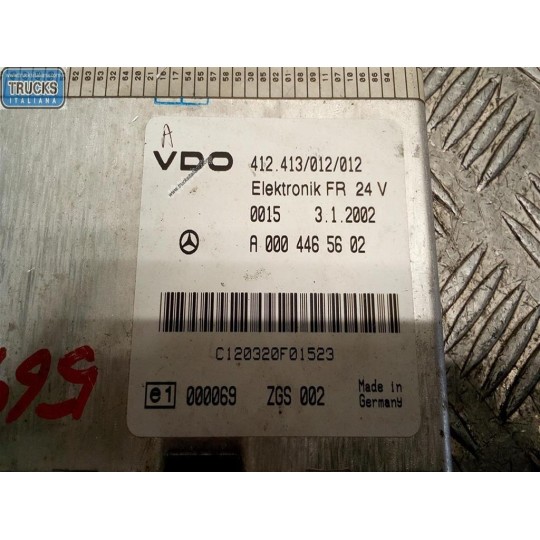 TRUCKS
ITALIANA
A
VDO 412.413/012/012
Elektronik FR 24 V
0015 3.1.2002
A 000 446 56 02
C120320F01523
e1 000069 ZGS 002 Made in
Germany